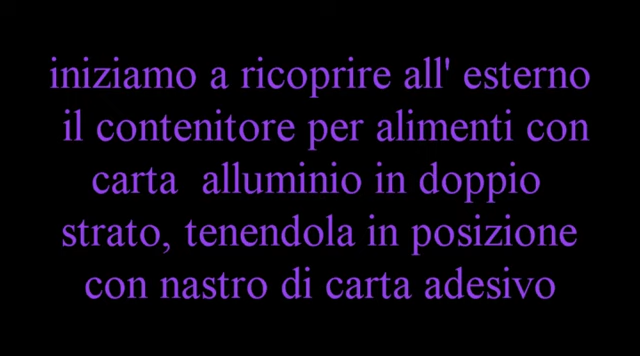 iniziamo a ricoprire all' esterno
il contenitore per alimenti con
carta alluminio in doppio
strato, tenendola in posizione
con nastro di carta adesivo